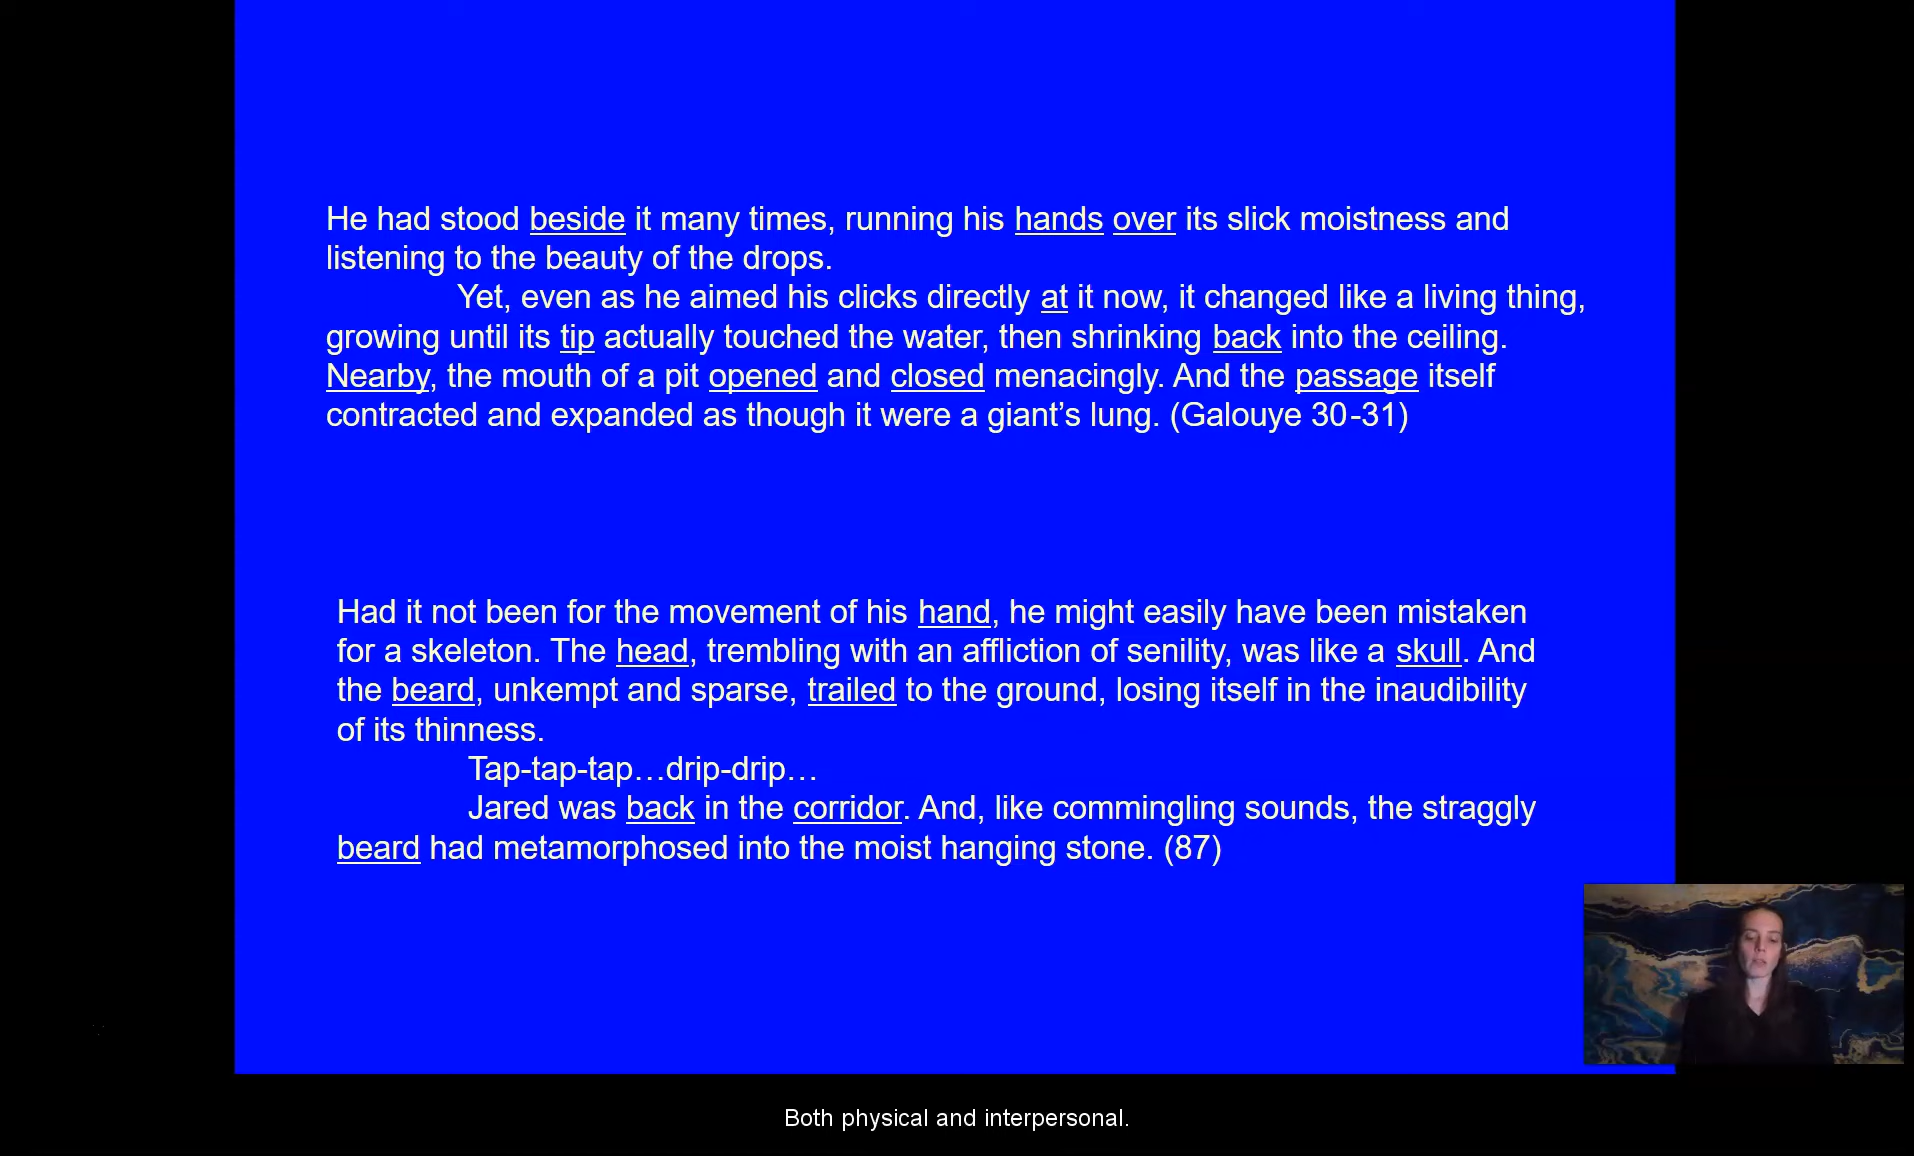 He had stood beside it many times, running his hands over its slick moistness and
listening to the beauty of the drops.
Yet, even as he aimed his clicks directly at it now, it changed like a living thing,
growing until its tip actually touched the water, then shrinking back into the ceiling.
Nearby, the mouth of a pit opened and closed menacingly. And the passage itself
contracted and expanded as though it were a giant’s lung. (Galouye 30-31)
Had it not been for the movement of his hand, he might easily have been mistaken
for a skeleton. The head, trembling with an affliction of senility, was like a skull. And
the beard, unkempt and sparse, trailed to the ground, losing itself in the inaudibility
of its thinness.
Tap-tap-tap…drip-drip…
Jared was back in the corridor. And, like commingling sounds, the straggly
beard had metamorphosed into the moist hanging stone. (87)
Both physical and interpersonal.